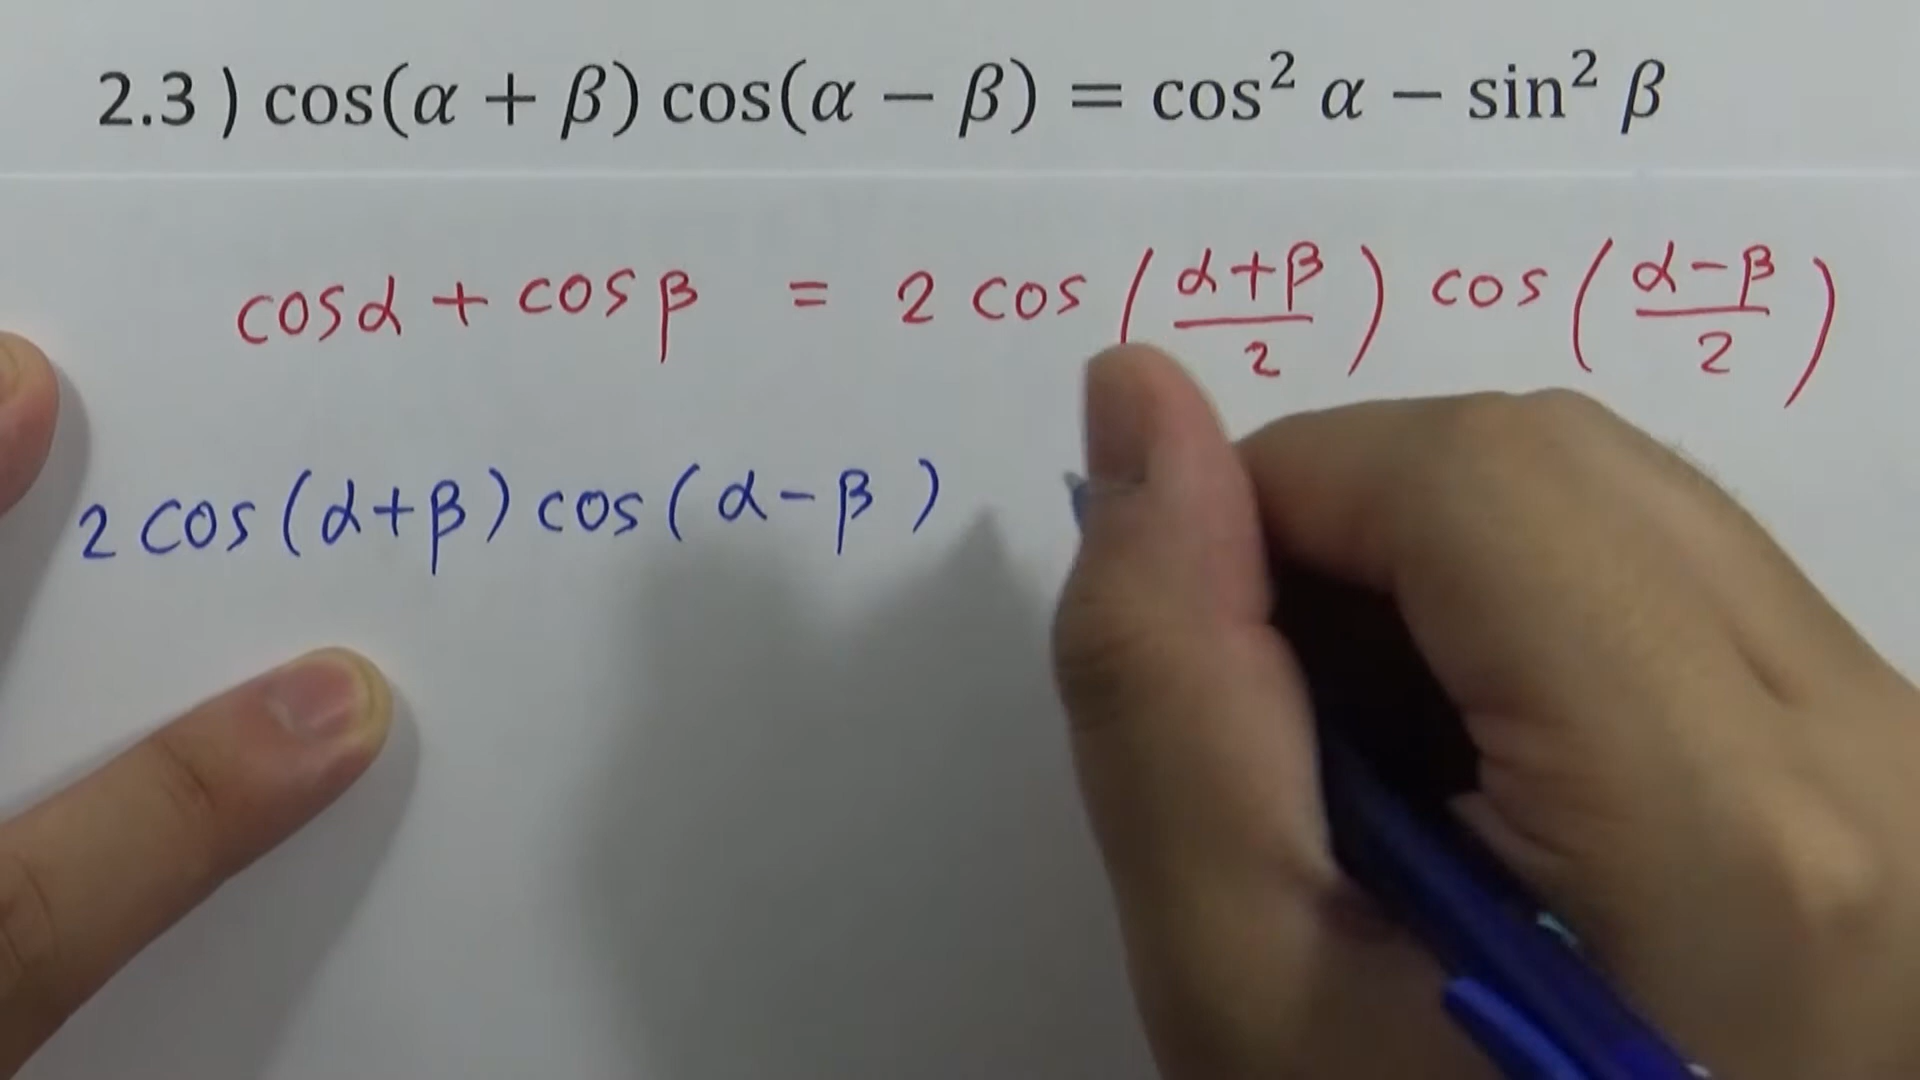 2.3 ) cos(α + β) cos(α − β) = cos² α − sin² β
cosα + cosβ = 2 cos ( (α+β)/2 ) cos ( (α−β)/2 )
2 cos(α+β) cos(α−β)